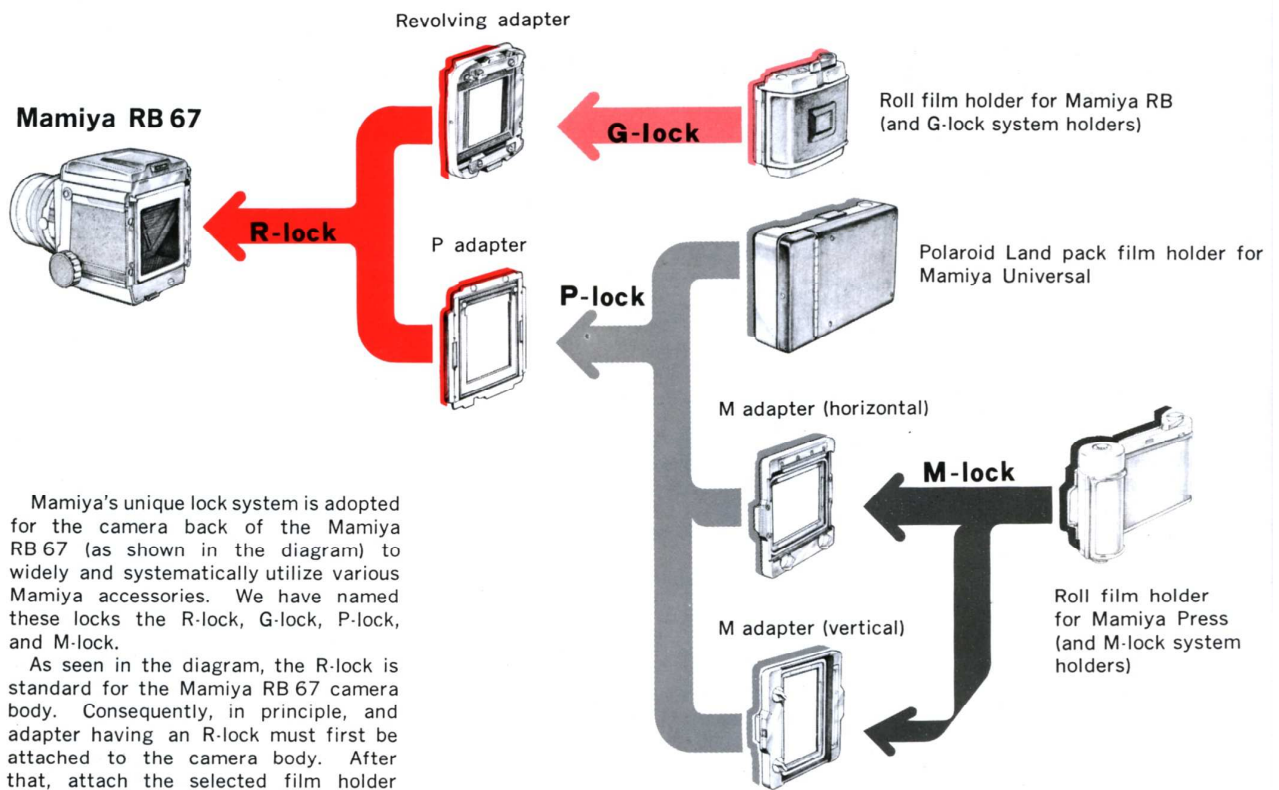 Revolving adapter
Mamiya RB 67
G-lock
Roll film holder for Mamiya RB
(and G-lock system holders)
R-lock
P adapter
P-lock
Polaroid Land pack film holder for
Mamiya Universal
M adapter (horizontal)
M-lock
Roll film holder
for Mamiya Press
(and M-lock system
holders)
M adapter (vertical)
Mamiya's unique lock system is adopted
for the camera back of the Mamiya
RB 67 (as shown in the diagram) to
widely and systematically utilize various
Mamiya accessories. We have named
these locks the R-lock, G-lock, P-lock,
and M-lock.
As seen in the diagram, the R-lock is
standard for the Mamiya RB 67 camera
body. Consequently, in principle, and
adapter having an R-lock must first be
attached to the camera body. After
that, attach the selected film holder